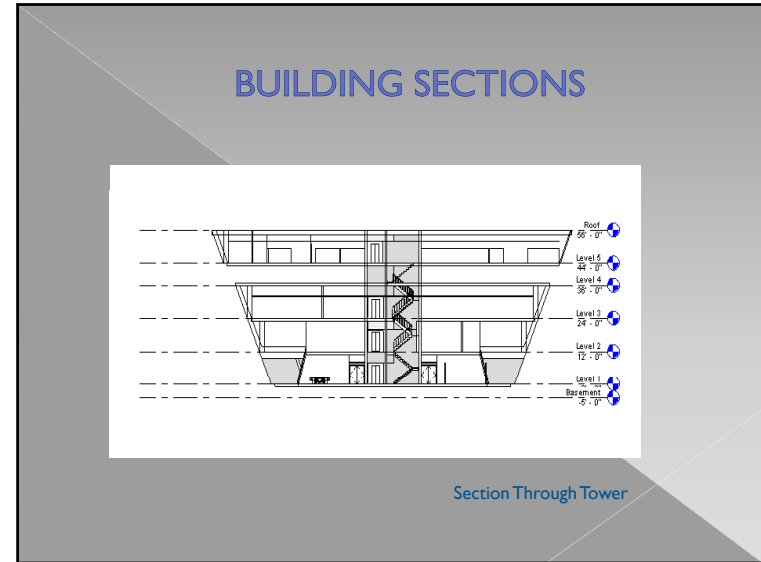 BUILDING SECTIONS
Roof
56' - 0"
Level 5
44' - 0"
Level 4
36' - 0"
Level 3
24' - 0"
Level 2
12' - 0"
Level 1
Basement
-5' - 0"
Section Through Tower